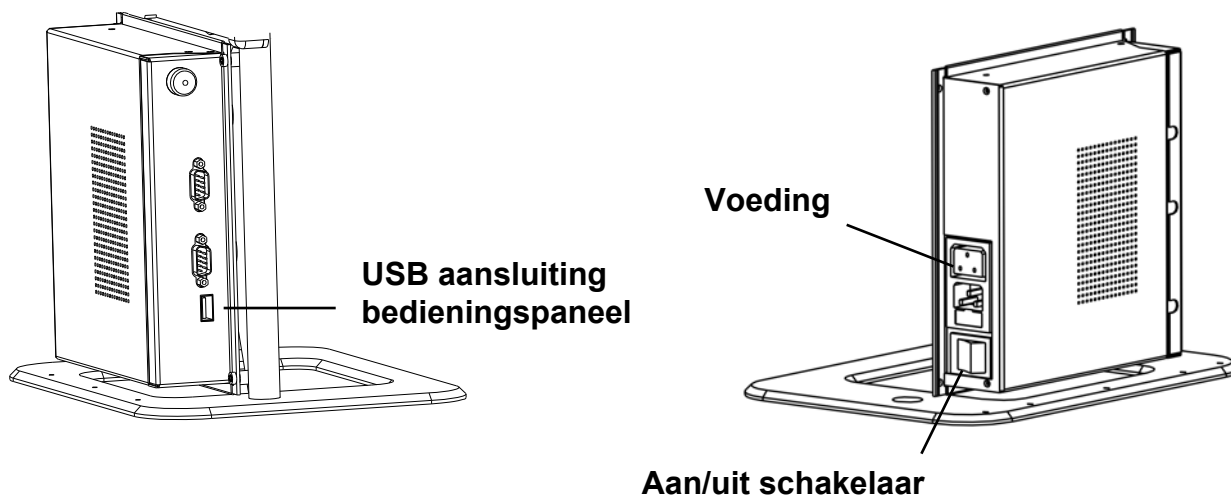 USB aansluiting
bedieningspaneel
Voeding
Aan/uit schakelaar